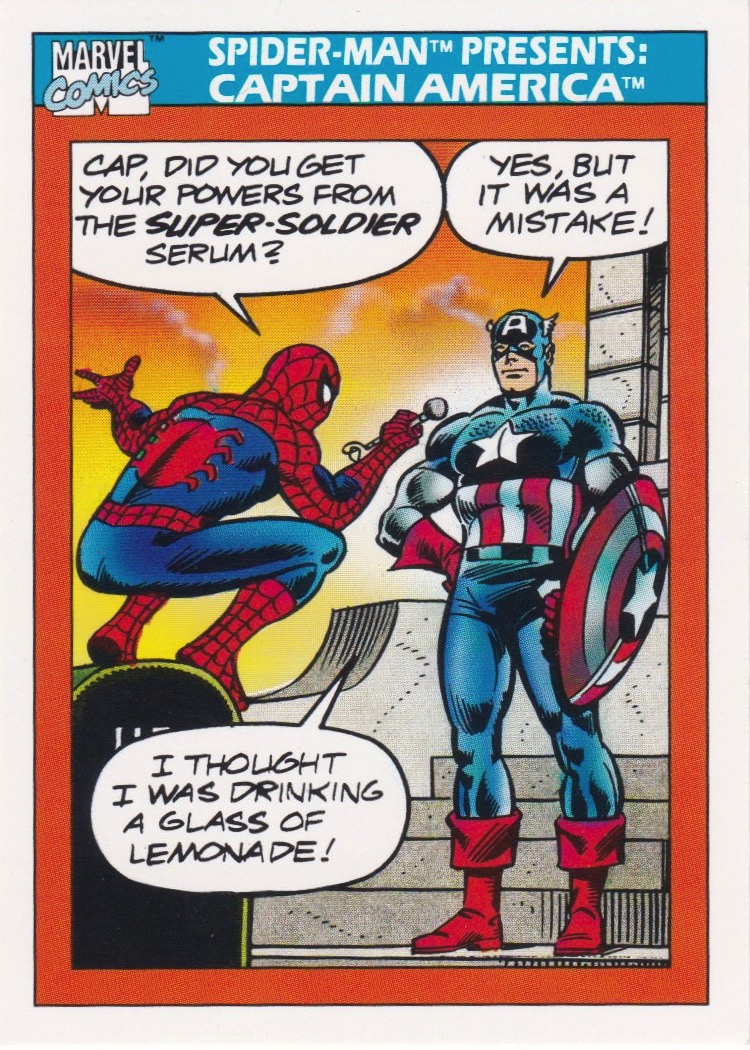 MARVEL™
COMICS
SPIDER-MAN™ PRESENTS:
CAPTAIN AMERICA™
CAP, DID YOU GET
YOUR POWERS FROM
THE SUPER-SOLDIER
SERUM?
YES, BUT
IT WAS A
MISTAKE!
I THOUGHT
I WAS DRINKING
A GLASS OF
LEMONADE!
A